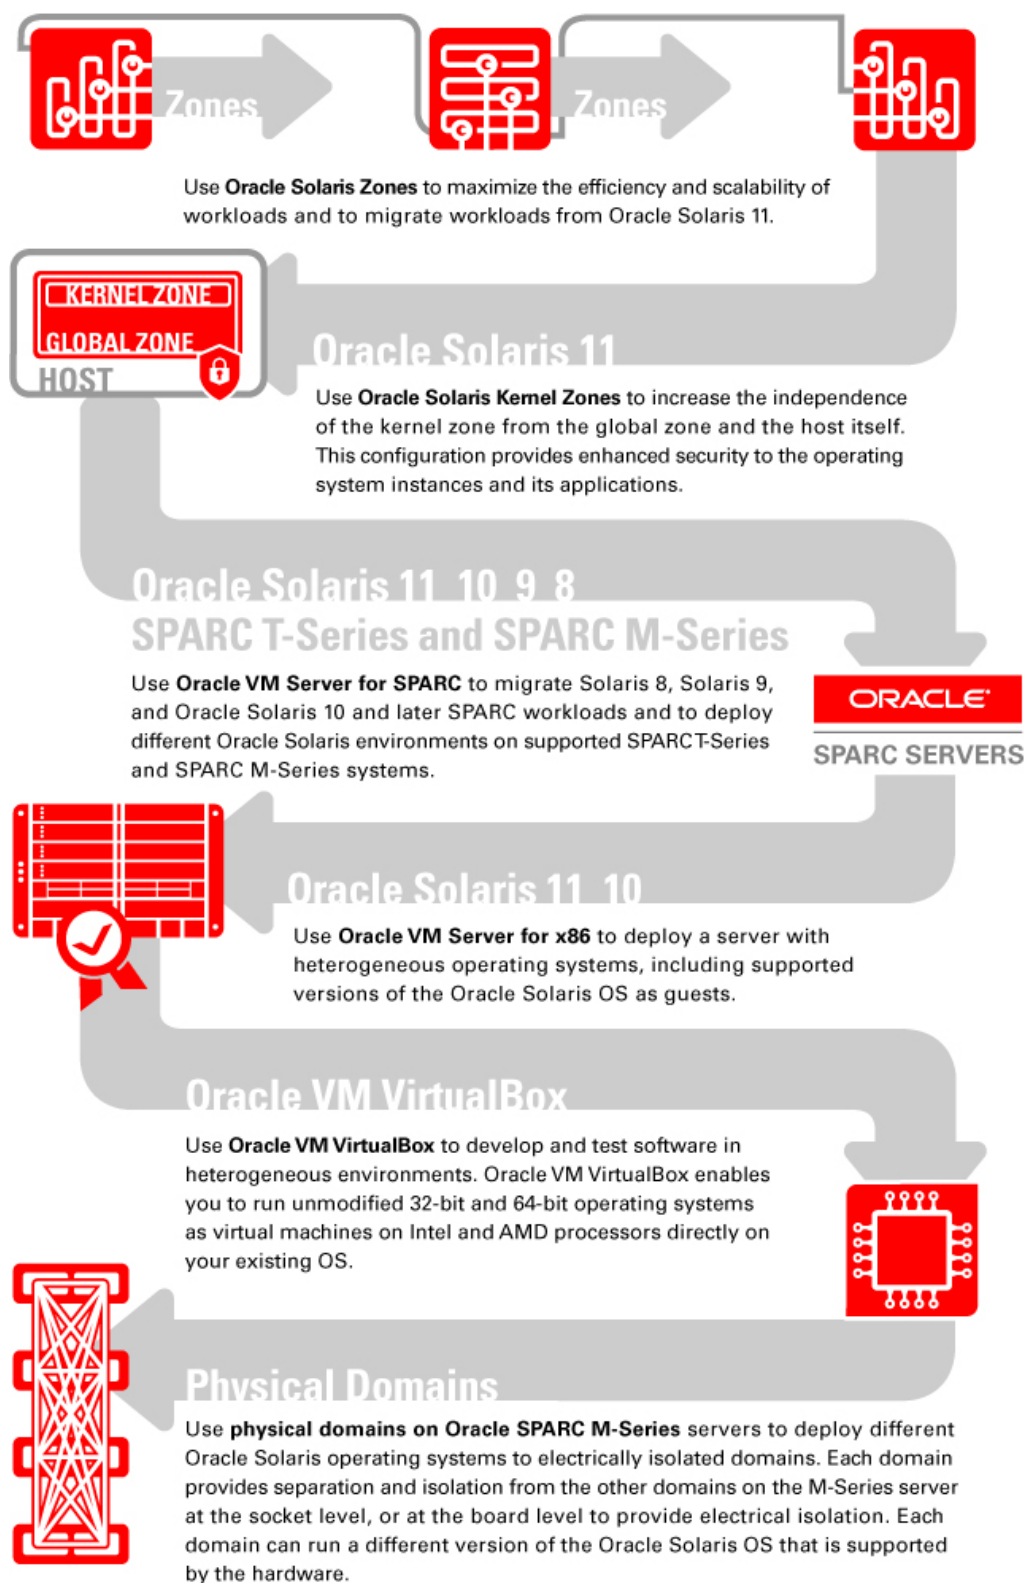 Zones
Zones
Use Oracle Solaris Zones to maximize the efficiency and scalability of
workloads and to migrate workloads from Oracle Solaris 11.
KERNEL ZONE
GLOBAL ZONE
HOST
Oracle Solaris 11
Use Oracle Solaris Kernel Zones to increase the independence
of the kernel zone from the global zone and the host itself.
This configuration provides enhanced security to the operating
system instances and its applications.
Oracle Solaris 11 10 9 8
SPARC T-Series and SPARC M-Series
Use Oracle VM Server for SPARC to migrate Solaris 8, Solaris 9,
and Oracle Solaris 10 and later SPARC workloads and to deploy
different Oracle Solaris environments on supported SPARC T-Series
and SPARC M-Series systems.
ORACLE®
SPARC SERVERS
Oracle Solaris 11 10
Use Oracle VM Server for x86 to deploy a server with
heterogeneous operating systems, including supported
versions of the Oracle Solaris OS as guests.
Oracle VM VirtualBox
Use Oracle VM VirtualBox to develop and test software in
heterogeneous environments. Oracle VM VirtualBox enables
you to run unmodified 32-bit and 64-bit operating systems
as virtual machines on Intel and AMD processors directly on
your existing OS.
Physical Domains
Use physical domains on Oracle SPARC M-Series servers to deploy different
Oracle Solaris operating systems to electrically isolated domains. Each domain
provides separation and isolation from the other domains on the M-Series server
at the socket level, or at the board level to provide electrical isolation. Each
domain can run a different version of the Oracle Solaris OS that is supported
by the hardware.